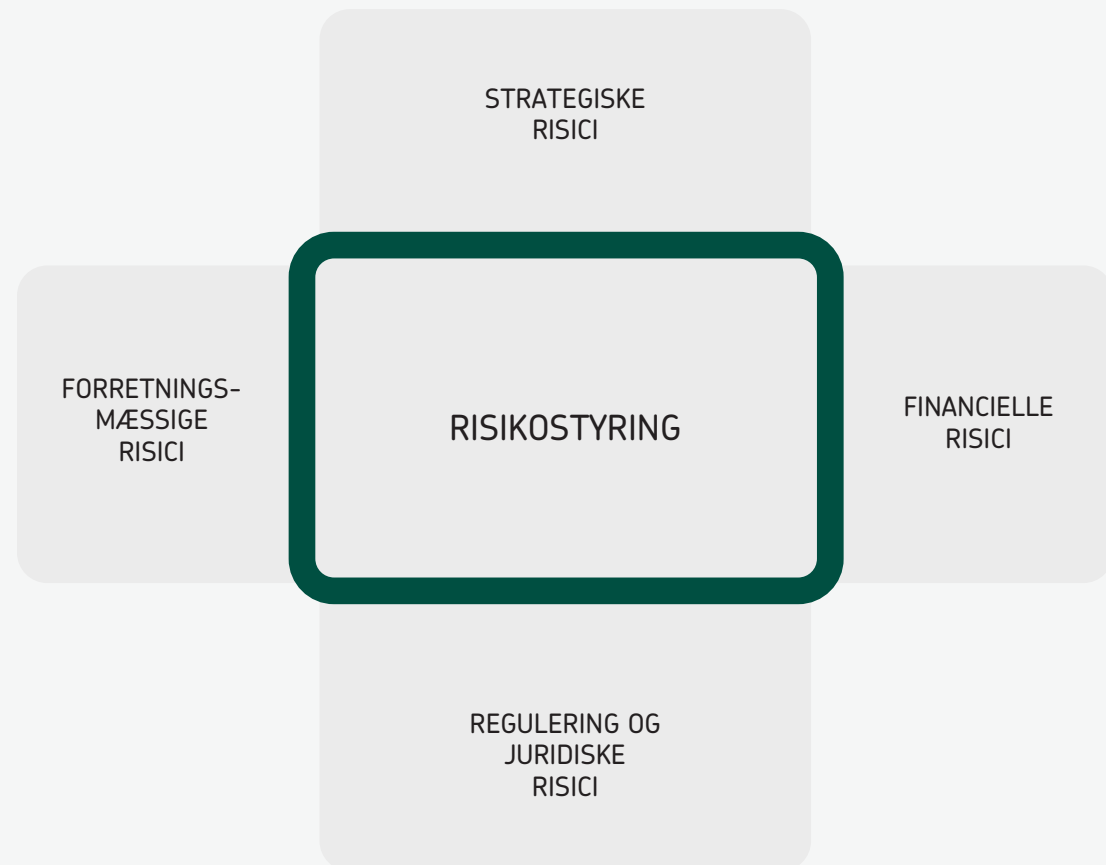 STRATEGISKE
RISICI
FORRETNINGS-
MÆSSIGE
RISICI
RISIKOSTYRING
FINANCIELLE
RISICI
REGULERING OG
JURIDISKE
RISICI